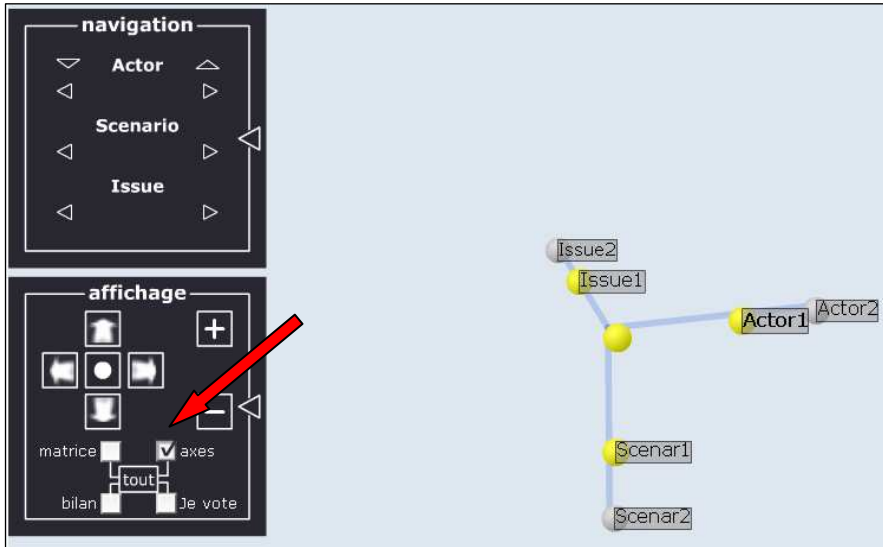 navigation
Actor
Scenario
Issue
affichage
+
−
matrice axes
tout
bilan Je vote
Issue2
Issue1
Actor1 Actor2
Scenar1
Scenar2